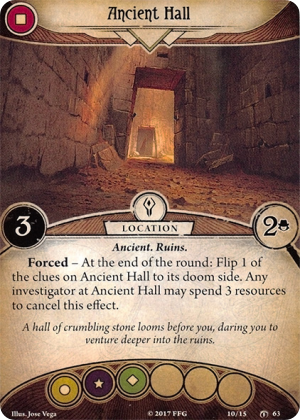 Ancient Hall
3
LOCATION
2
Ancient. Ruins.
Forced – At the end of the round: Flip 1
of the clues on Ancient Hall to its doom side. Any
investigator at Ancient Hall may spend 3 resources
to cancel this effect.
A hall of crumbling stone looms before you, daring you to
venture deeper into the ruins.
Illus. Jose Vega
© 2017 FFG
10/15
63